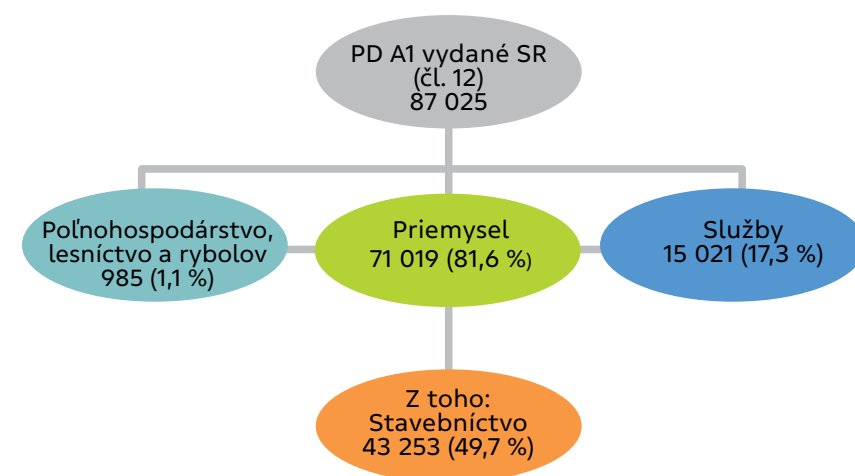 PD A1 vydané SR
(čl. 12)
87 025
Poľnohospodárstvo,
lesníctvo a rybolov
985 (1,1 %)
Priemysel
71 019 (81,6 %)
Služby
15 021 (17,3 %)
Z toho:
Stavebníctvo
43 253 (49,7 %)